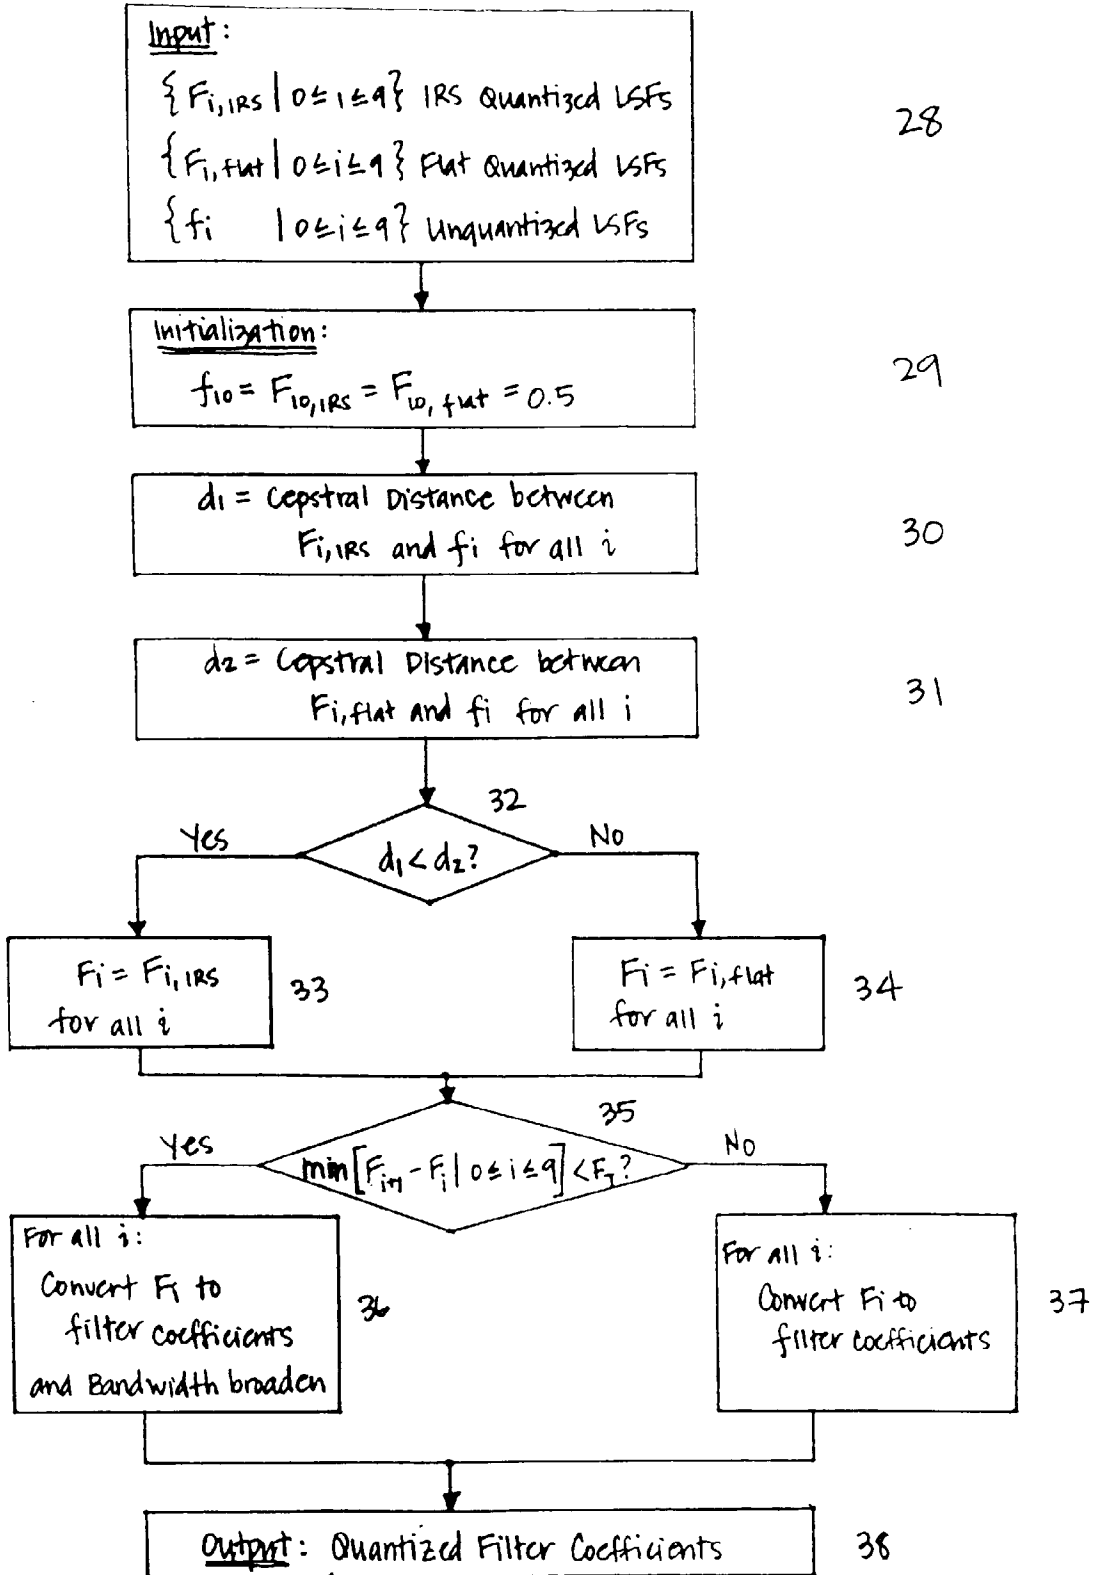 Input:
{Fi,IRS | 0≤i≤9} IRS Quantized LSFs
{Fi,flat | 0≤i≤9} Flat Quantized LSFs
{fi | 0≤i≤9} Unquantized LSFs
28
Initialization:
f10 = F10,IRS = F10,flat = 0.5
29
d1 = Cepstral Distance between
Fi,IRS and fi for all i
30
d2 = Cepstral Distance between
Fi,flat and fi for all i
31
32
Yes
d1 < d2?
No
Fi = Fi,IRS
for all i
33
Fi = Fi,flat
for all i
34
35
Yes
min[Fi+1 - Fi | 0≤i≤9] < FT?
No
For all i:
Convert Fi to
filter coefficients
and Bandwidth broaden
36
For all i:
Convert Fi to
filter coefficients
37
Output: Quantized Filter Coefficients
38